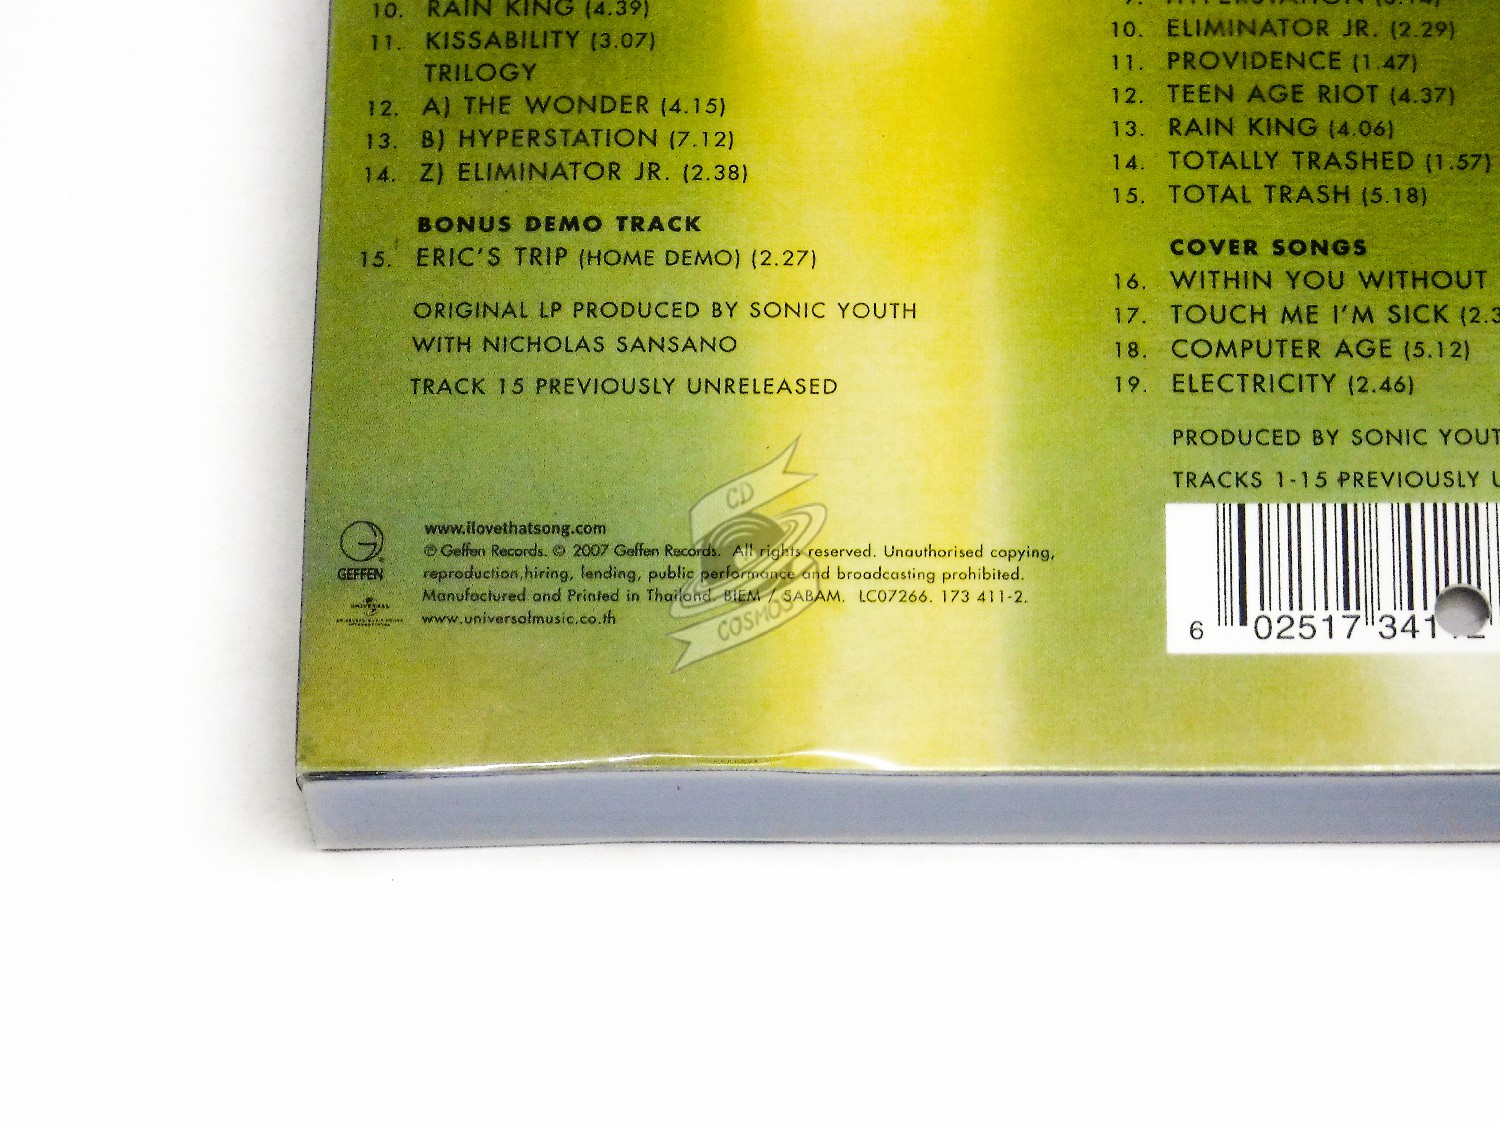 10. RAIN KING (4.39)
11. KISSABILITY (3.07)
TRILOGY
12. A) THE WONDER (4.15)
13. B) HYPERSTATION (7.12)
14. Z) ELIMINATOR JR. (2.38)
BONUS DEMO TRACK
15. ERIC'S TRIP (HOME DEMO) (2.27)
ORIGINAL LP PRODUCED BY SONIC YOUTH
WITH NICHOLAS SANSANO
TRACK 15 PREVIOUSLY UNRELEASED
GEFFEN
UNIVERSAL
www.ilovethatsong.com
℗ Geffen Records. © 2007 Geffen Records. All rights reserved. Unauthorised copying,
reproduction,hiring, lending, public performance and broadcasting prohibited.
Manufactured and Printed in Thailand. BIEM / SABAM. LC07266. 173 411-2.
www.universalmusic.co.th
CD
COSMOS
9. HYPERSTATION
10. ELIMINATOR JR. (2.29)
11. PROVIDENCE (1.47)
12. TEEN AGE RIOT (4.37)
13. RAIN KING (4.06)
14. TOTALLY TRASHED (1.57)
15. TOTAL TRASH (5.18)
COVER SONGS
16. WITHIN YOU WITHOUT
17. TOUCH ME I'M SICK (2.3
18. COMPUTER AGE (5.12)
19. ELECTRICITY (2.46)
PRODUCED BY SONIC YOUT
TRACKS 1-15 PREVIOUSLY U
6 02517 341